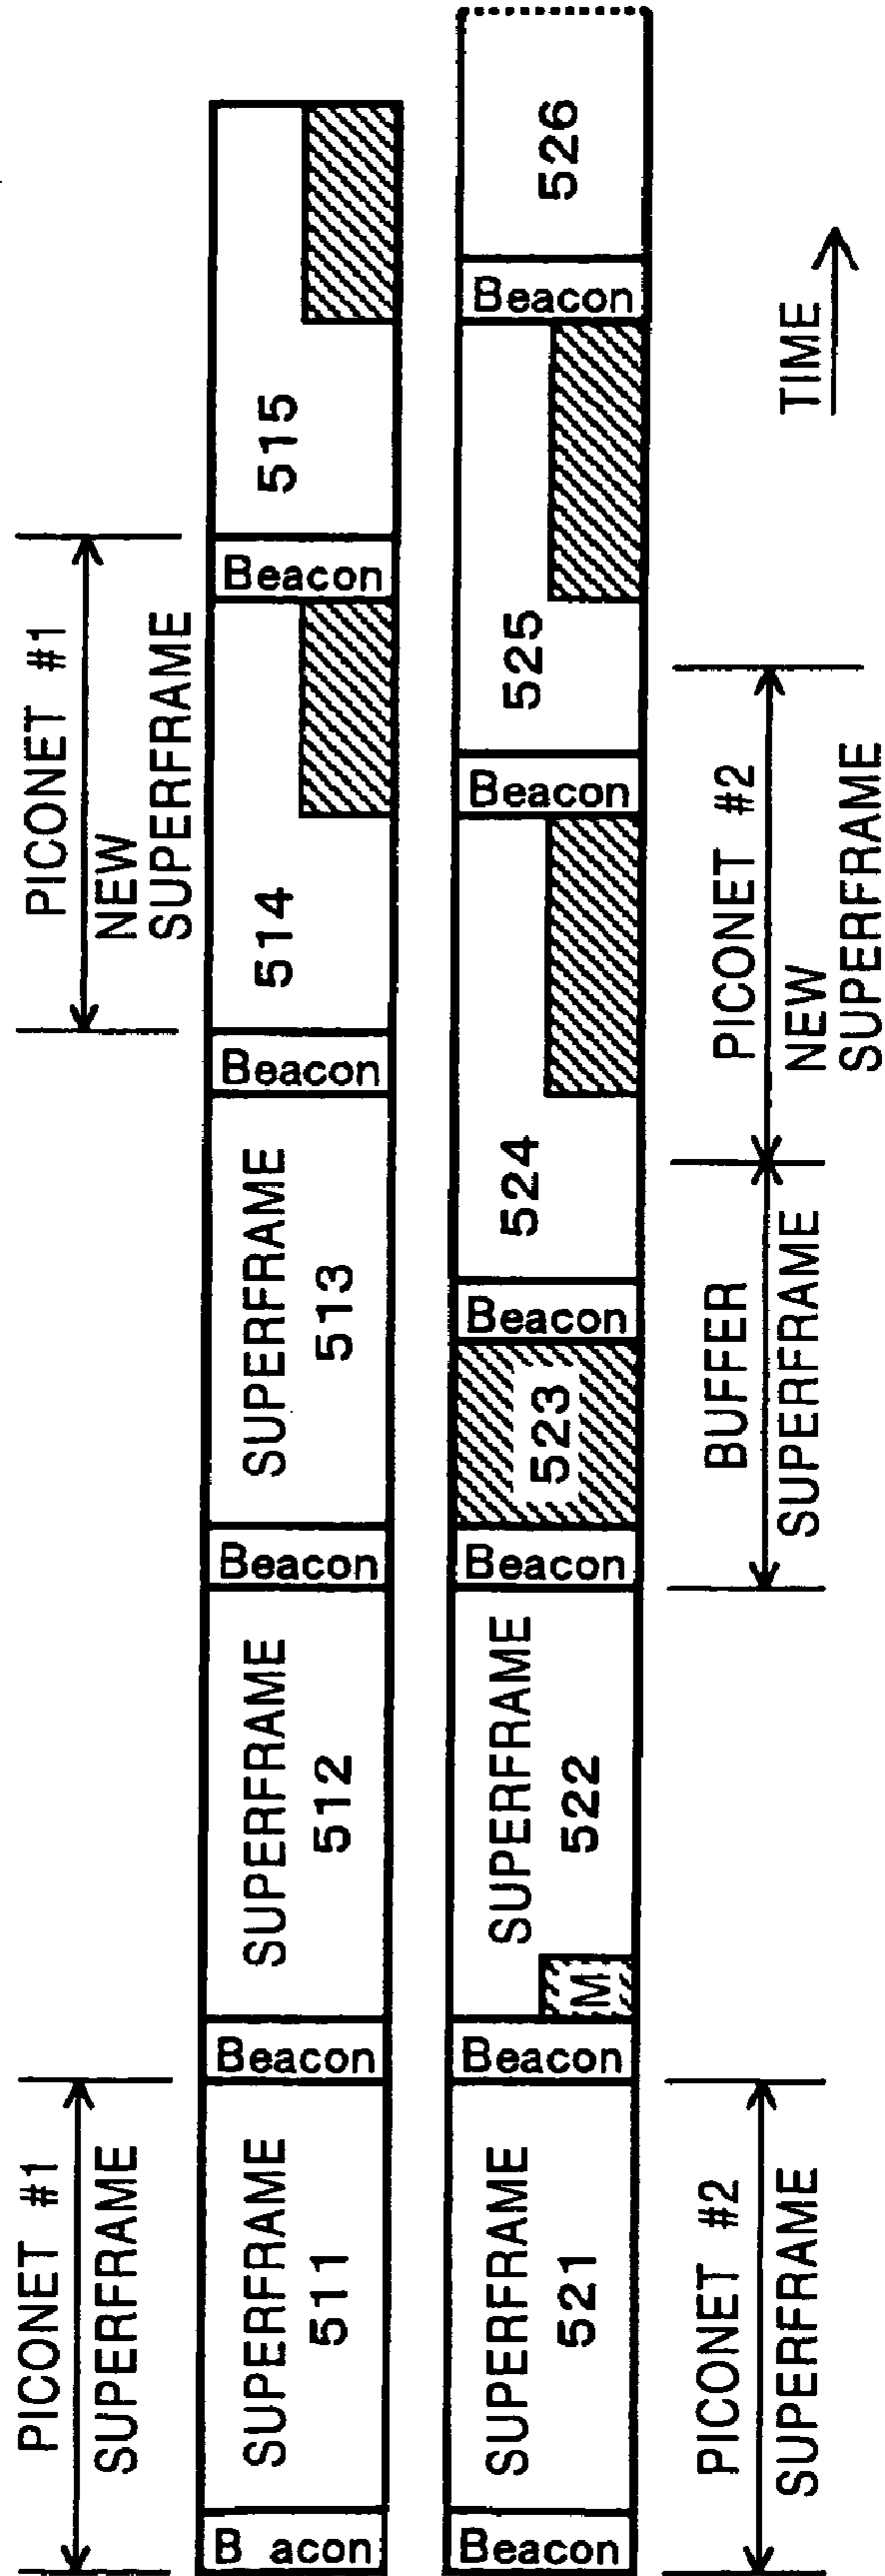 PICONET #1
SUPERFRAME
PICONET #1
NEW
SUPERFRAME
B acon
SUPERFRAME
511
Beacon
SUPERFRAME
512
Beacon
SUPERFRAME
513
Beacon
514
Beacon
515
Beacon
SUPERFRAME
521
Beacon
M
SUPERFRAME
522
Beacon
523
Beacon
524
Beacon
525
Beacon
526
PICONET #2
SUPERFRAME
BUFFER
SUPERFRAME
PICONET #2
NEW
SUPERFRAME
TIME